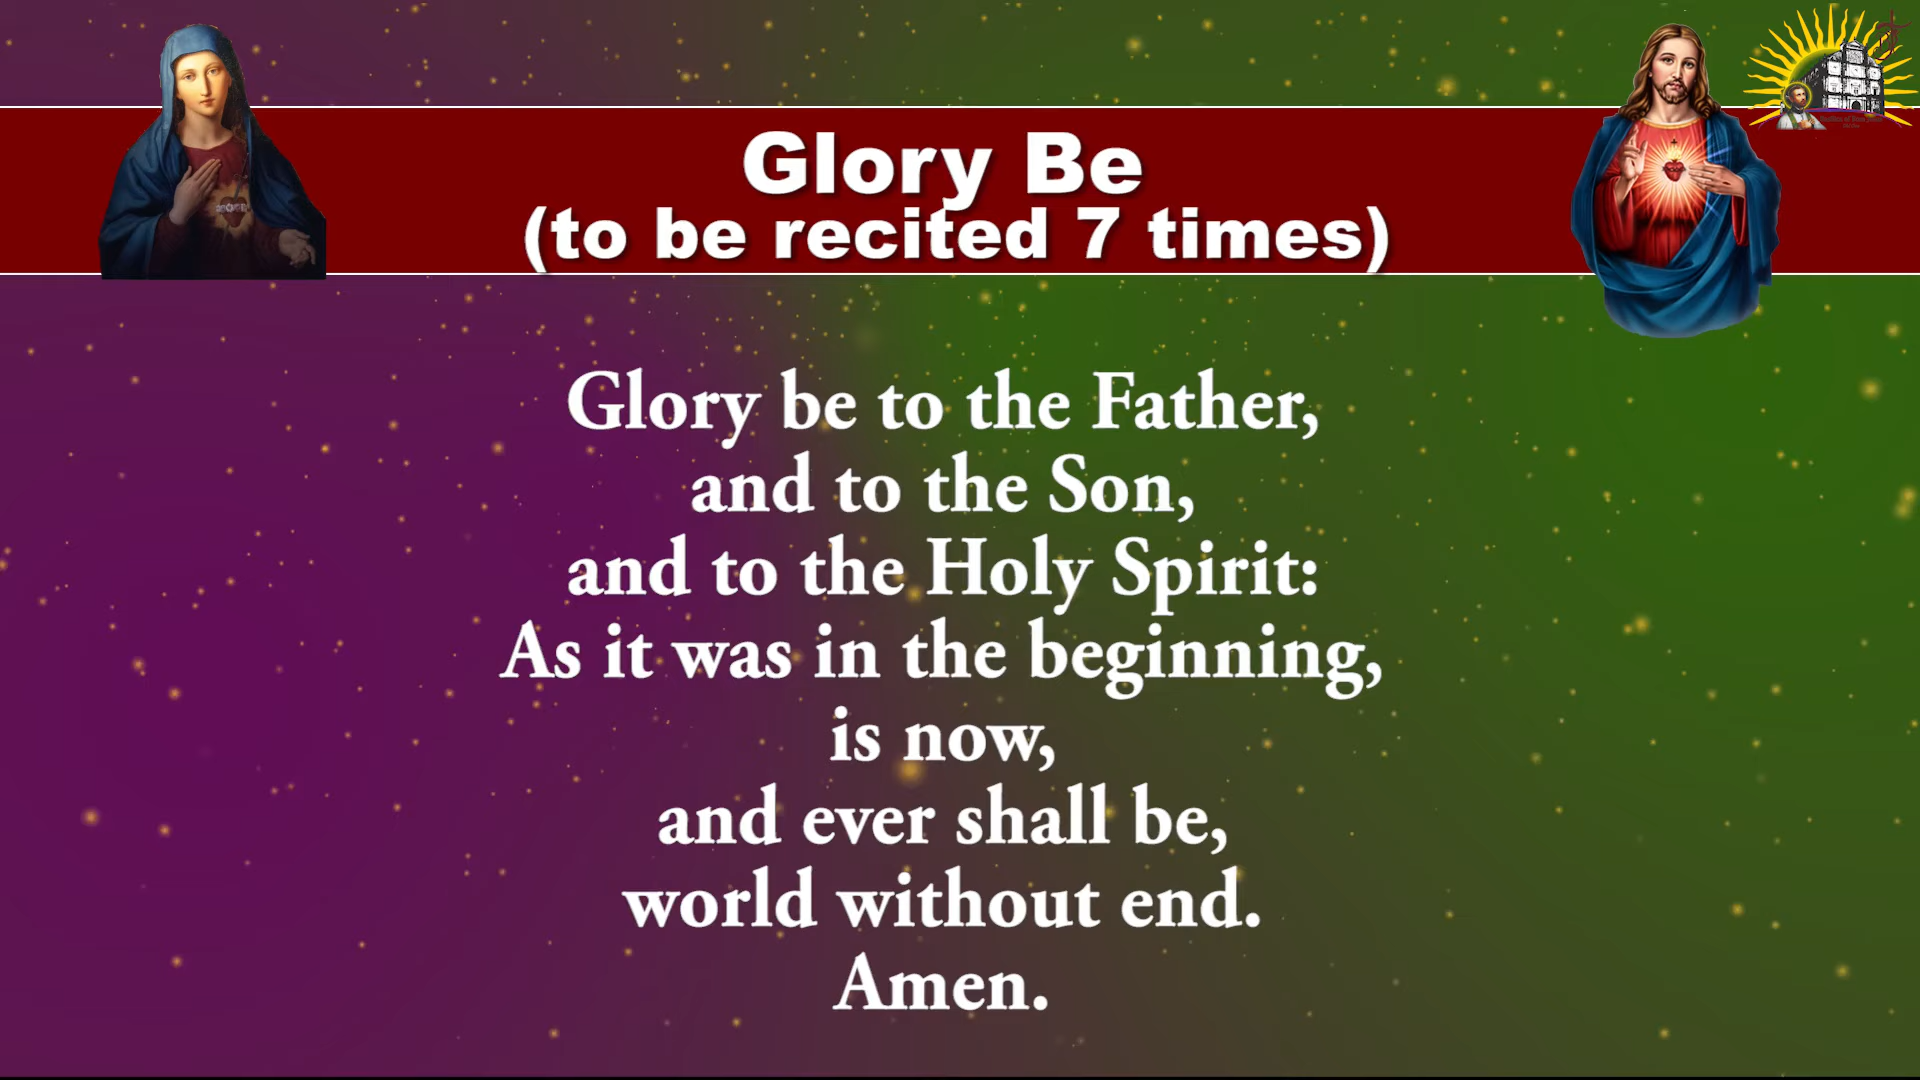 Glory Be
(to be recited 7 times)
Glory be to the Father,
and to the Son,
and to the Holy Spirit:
As it was in the beginning,
is now,
and ever shall be,
world without end.
Amen.